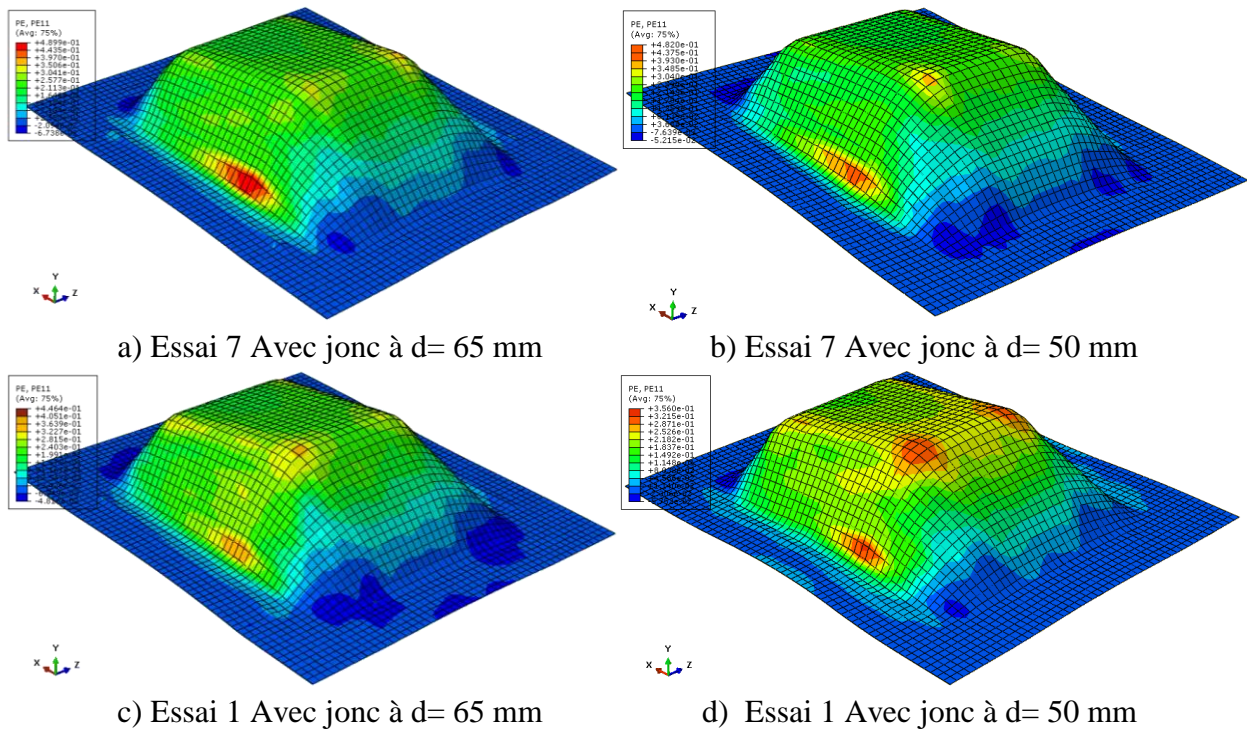 PE, PE11
(Avg: 75%)
+4.899e-01
+4.435e-01
+3.970e-01
+3.506e-01
+3.041e-01
+2.577e-01
+2.113e-01
Y
X
Z
a) Essai 7 Avec jonc à d= 65 mm
PE, PE11
(Avg: 75%)
+4.820e-01
+4.375e-01
+3.930e-01
+3.485e-01
+3.040e-01
-7.639e-02
-5.215e-02
Y
X
Z
b) Essai 7 Avec jonc à d= 50 mm
PE, PE11
(Avg: 75%)
+4.464e-01
+4.051e-01
+3.639e-01
+3.227e-01
+2.815e-01
+2.403e-01
+1.991e-01
Y
X
Z
c) Essai 1 Avec jonc à d= 65 mm
PE, PE11
(Avg: 75%)
+3.560e-01
+3.215e-01
+2.871e-01
+2.526e-01
+2.182e-01
+1.837e-01
+1.492e-01
+1.148e-01
Y
X
Z
d) Essai 1 Avec jonc à d= 50 mm